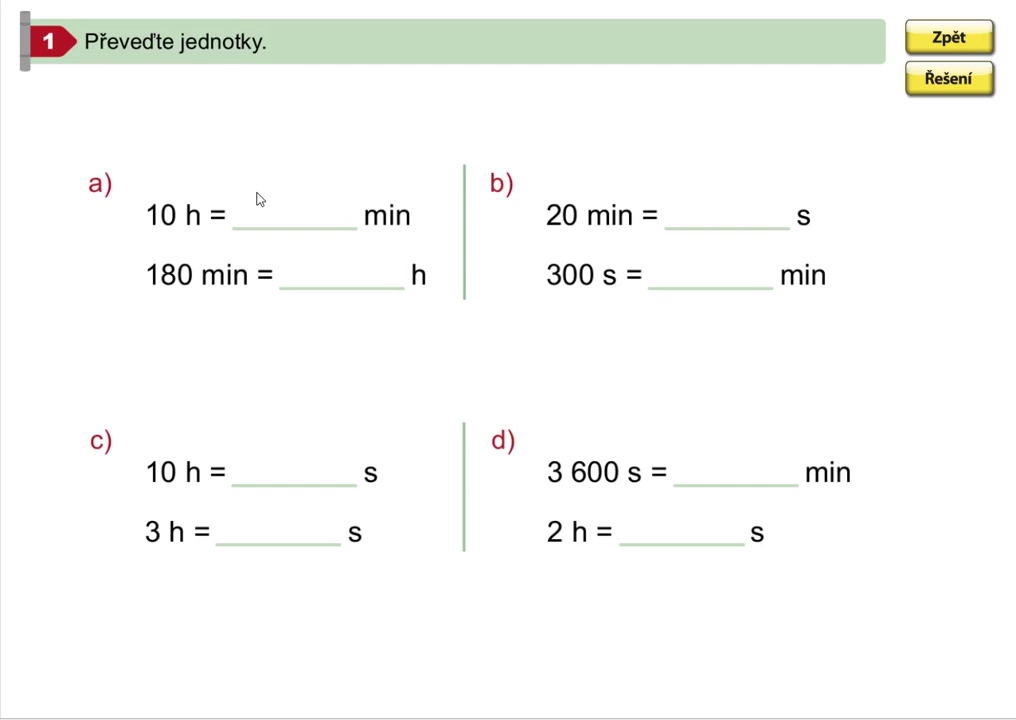 1 Převeďte jednotky.
Zpět
Řešení
a)
10 h = ________ min
180 min = ________ h
b)
20 min = ________ s
300 s = ________ min
c)
10 h = ________ s
3 h = ________ s
d)
3 600 s = ________ min
2 h = ________ s